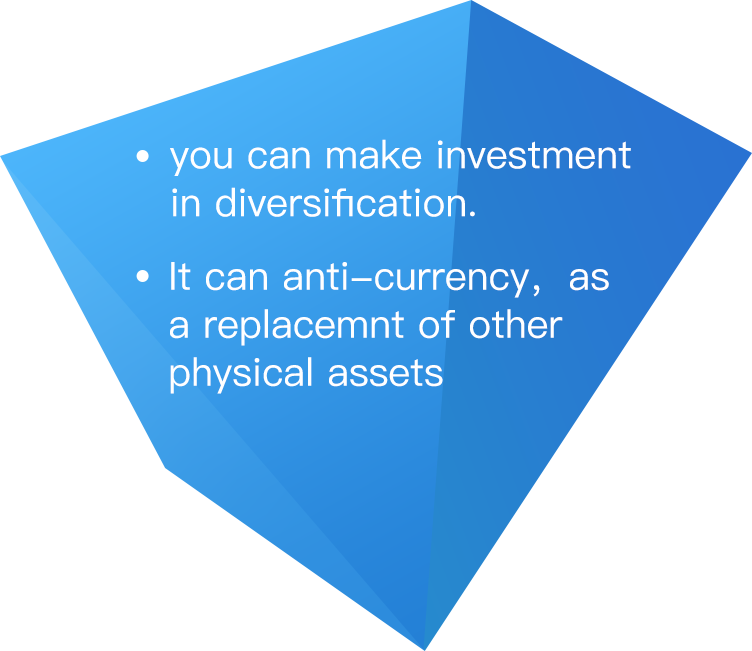 • you can make investment
in diversification.
• It can anti–currency，as
a replacemnt of other
physical assets